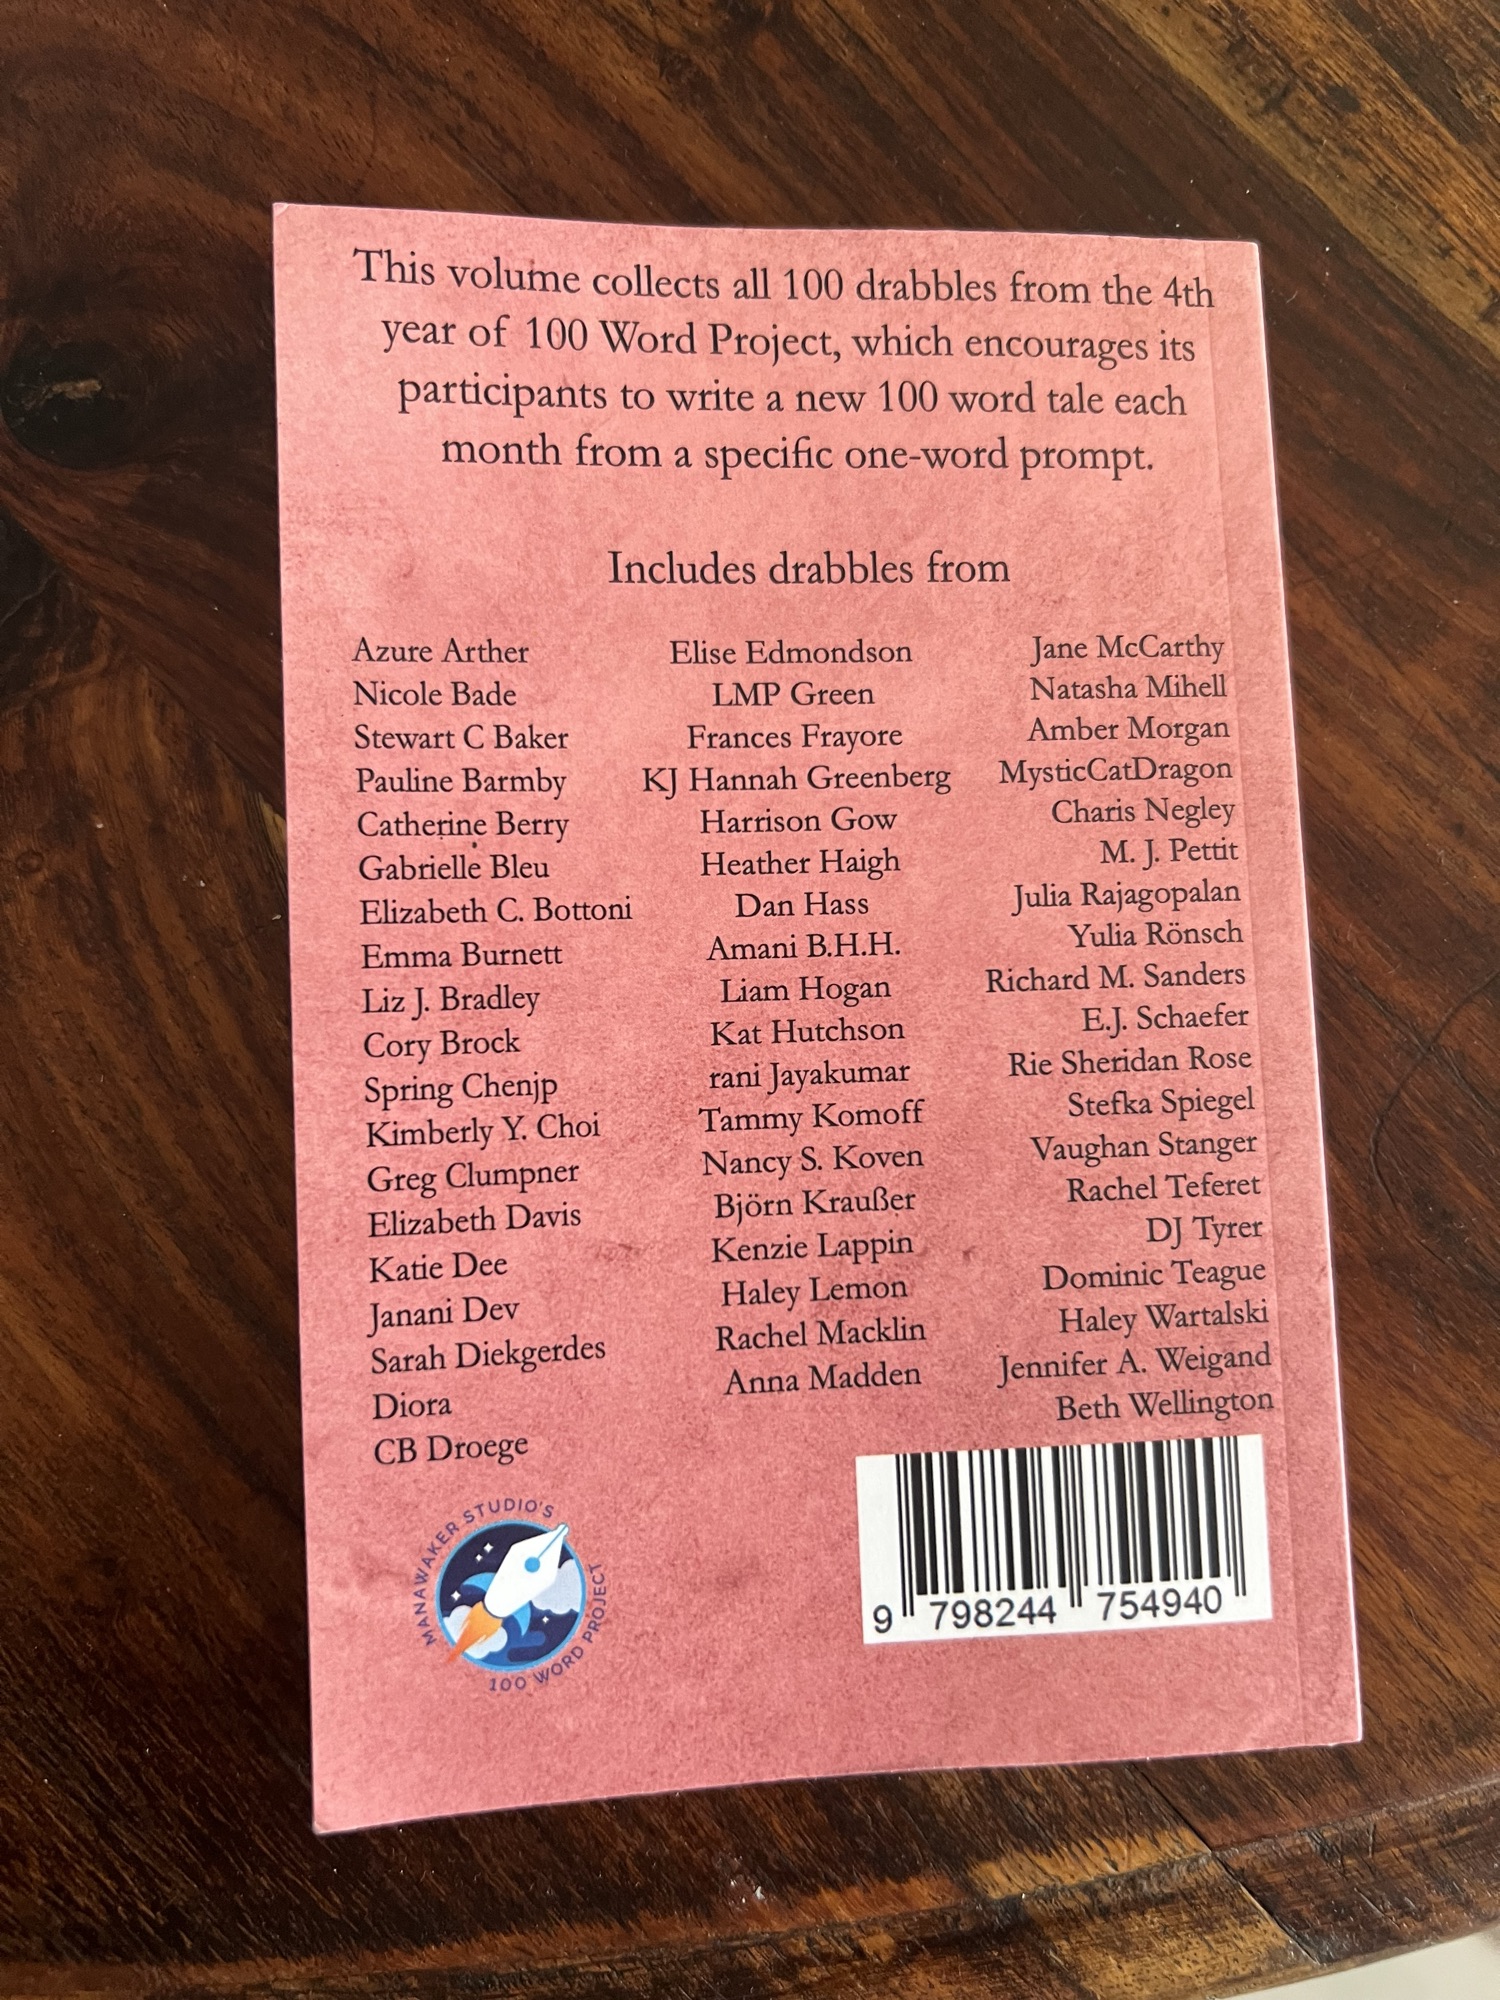 This volume collects all 100 drabbles from the 4th
year of 100 Word Project, which encourages its
participants to write a new 100 word tale each
month from a specific one-word prompt.
Includes drabbles from
Azure Arther
Nicole Bade
Stewart C Baker
Pauline Barmby
Catherine Berry
Gabrielle Bleu
Elizabeth C. Bottoni
Emma Burnett
Liz J. Bradley
Cory Brock
Spring Chenjp
Kimberly Y. Choi
Greg Clumpner
Elizabeth Davis
Katie Dee
Janani Dev
Sarah Diekgerdes
Diora
CB Droege
Elise Edmondson
LMP Green
Frances Frayore
KJ Hannah Greenberg
Harrison Gow
Heather Haigh
Dan Hass
Amani B.H.H.
Liam Hogan
Kat Hutchson
rani Jayakumar
Tammy Komoff
Nancy S. Koven
Björn Kraußer
Kenzie Lappin
Haley Lemon
Rachel Macklin
Anna Madden
Jane McCarthy
Natasha Mihell
Amber Morgan
MysticCatDragon
Charis Negley
M. J. Pettit
Julia Rajagopalan
Yulia Rönsch
Richard M. Sanders
E.J. Schaefer
Rie Sheridan Rose
Stefka Spiegel
Vaughan Stanger
Rachel Teferet
DJ Tyrer
Dominic Teague
Haley Wartalski
Jennifer A. Weigand
Beth Wellington
MANAWAKER STUDIO'S
100 WORD PROJECT
9 798244 754940